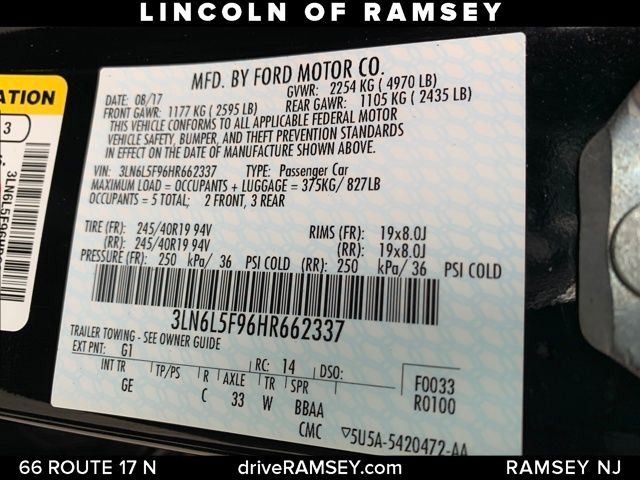 LINCOLN OF RAMSEY
ATION
3
MFD. BY FORD MOTOR CO.
DATE: 08/17 GVWR: 2254 KG ( 4970 LB)
FRONT GAWR: 1177 KG ( 2595 LB) REAR GAWR: 1105 KG ( 2435 LB)
THIS VEHICLE CONFORMS TO ALL APPLICABLE FEDERAL MOTOR
VEHICLE SAFETY, BUMPER, AND THEFT PREVENTION STANDARDS
IN EFFECT ON THE DATE OF MANUFACTURE SHOWN ABOVE.
VIN: 3LN6L5F96HR662337 TYPE: Passenger Car
MAXIMUM LOAD = OCCUPANTS + LUGGAGE = 375KG/ 827LB
OCCUPANTS = 5 TOTAL; 2 FRONT, 3 REAR
TIRE (FR): 245/40R19 94V RIMS (FR): 19x8.0J
(RR): 245/40R19 94V (RR): 19x8.0J
PRESSURE (FR): 250 kPa/ 36 PSI COLD (RR): 250 kPa/ 36 PSI COLD
3LN6L5F96HR662337
TRAILER TOWING - SEE OWNER GUIDE
EXT PNT: G1 RC: 14 DSO: F0033
INT TR TP/PS R AXLE TR SPR R0100
GE C 33 W BBAA
CMC ▽5U5A-5420472-AA
66 ROUTE 17 N driveRAMSEY.com RAMSEY NJ